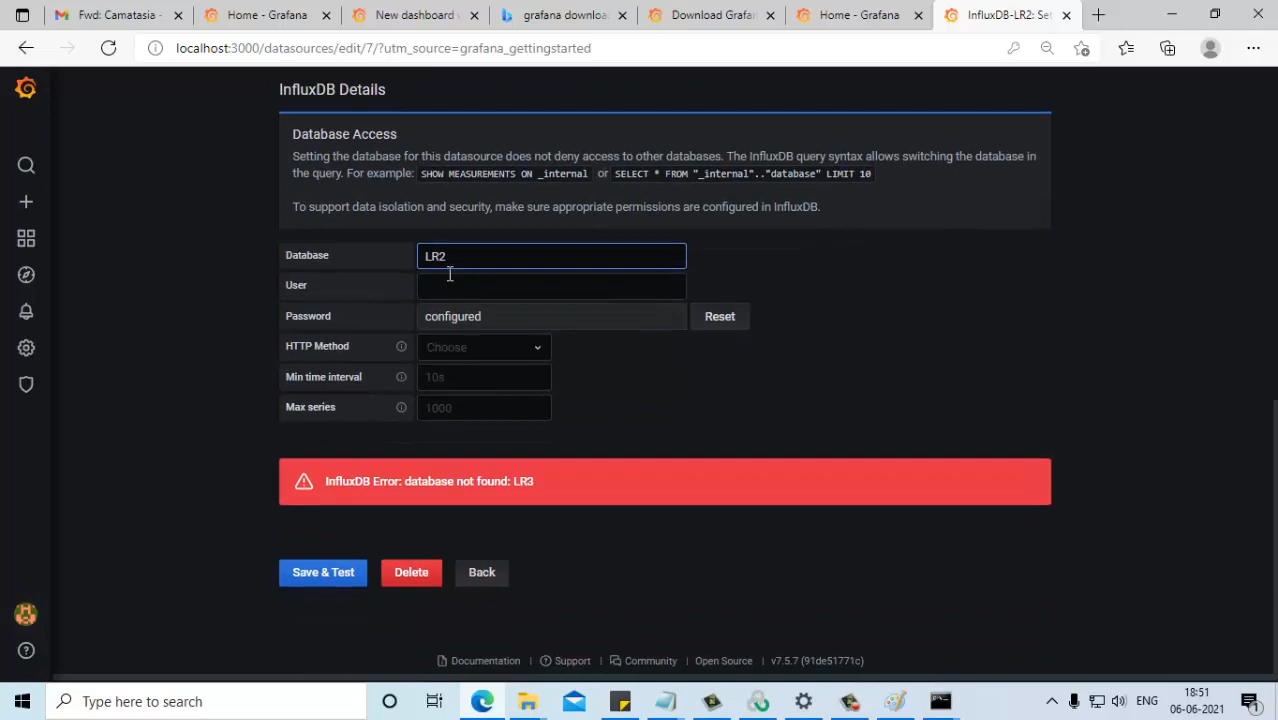 Fwd: Camatasia -
Home - Grafana
New dashboard
grafana downloa
Download Grafan
Home - Grafana
InfluxDB-LR2: Se
localhost:3000/datasources/edit/7/?utm_source=grafana_gettingstarted
InfluxDB Details
Database Access
Setting the database for this datasource does not deny access to other databases. The InfluxDB query syntax allows switching the database in
the query. For example: SHOW MEASUREMENTS ON _internal or SELECT * FROM "_internal".."database" LIMIT 10
To support data isolation and security, make sure appropriate permissions are configured in InfluxDB.
Database LR2
User
Password configured Reset
HTTP Method Choose
Min time interval 10s
Max series 1000
InfluxDB Error: database not found: LR3
Save & Test Delete Back
Documentation | Support | Community | Open Source | v7.5.7 (91de51771c)
Type here to search
ENG
18:51
06-06-2021
1